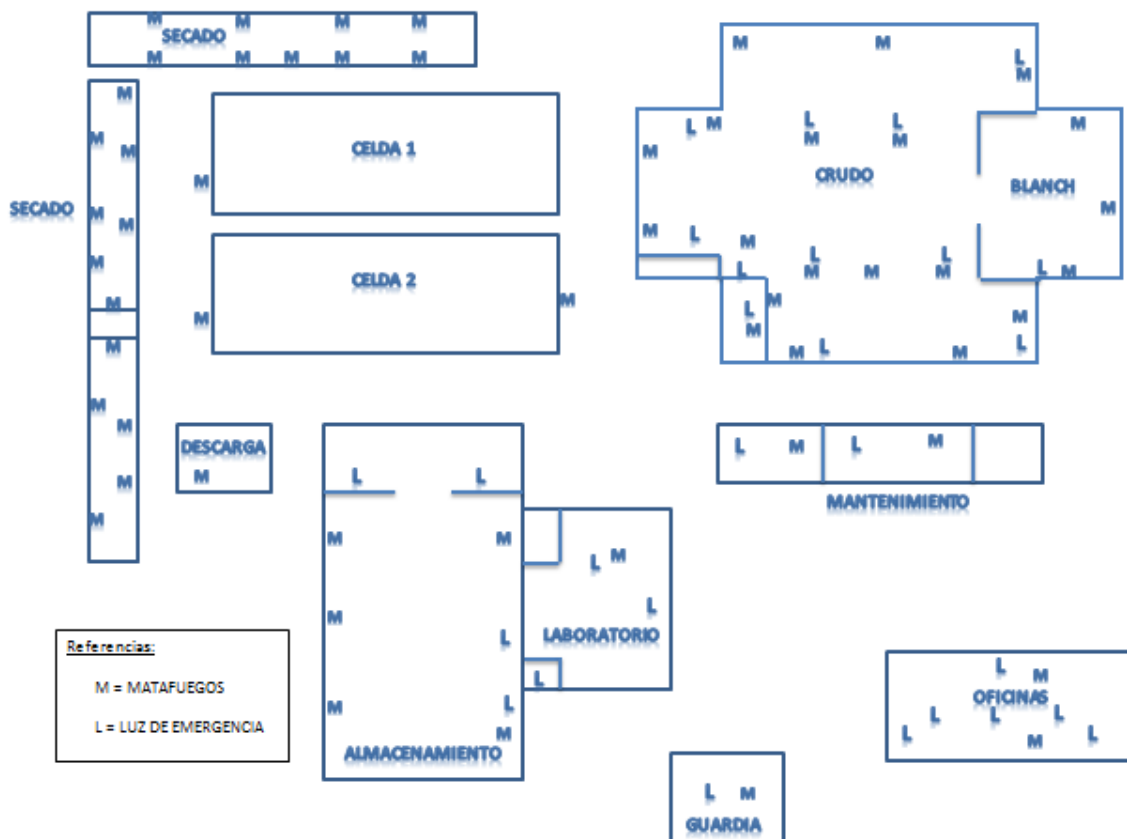 M M M M
SECADO
M M M M M
M
M
M
SECADO
M
M
M
M
M
M
M
M
M
CELDA 1
M
CELDA 2
M
M
M M L
M
L M L L
M M M
M
CRUDO
M L M
L L
L M M M
M
L
M
M L M
M
L
M
BLANCH
M
L M
DESCARGA
M
L L
M M
M
L
M L
M
ALMACENAMIENTO
L M
L
LABORATORIO
L
L M L M
MANTENIMIENTO
L M
OFICINAS
L L L L L
M
L M
GUARDIA
Referencias:
M = MATAFUEGOS
L = LUZ DE EMERGENCIA